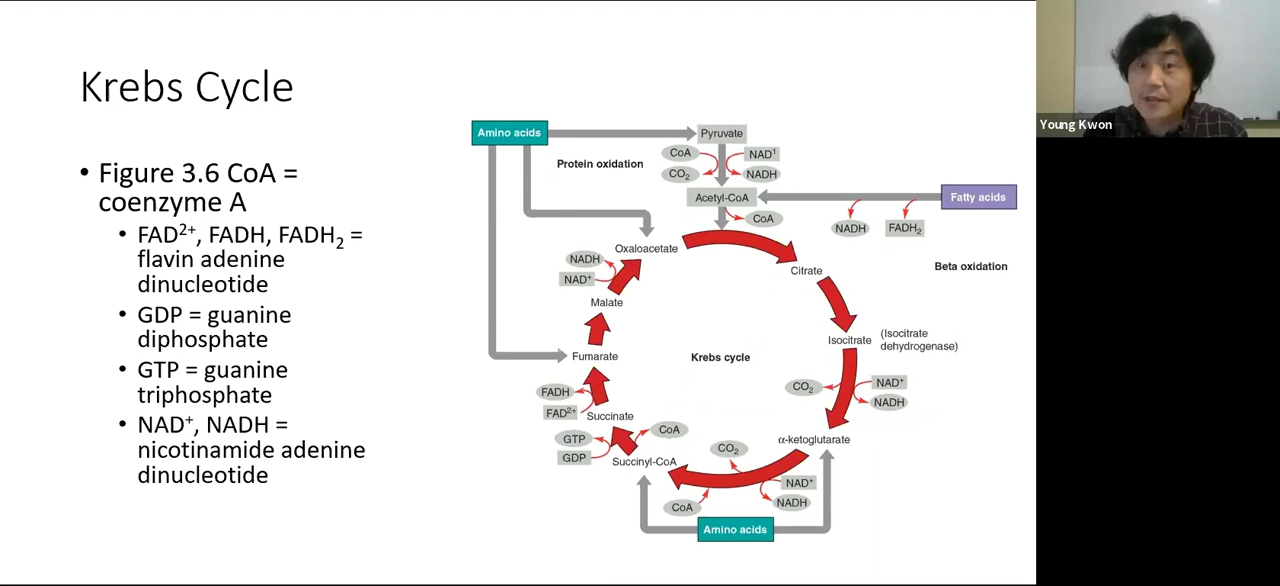 Krebs Cycle
• Figure 3.6 CoA =
coenzyme A
• FAD²⁺, FADH, FADH₂ =
flavin adenine
dinucleotide
• GDP = guanine
diphosphate
• GTP = guanine
triphosphate
• NAD⁺, NADH =
nicotinamide adenine
dinucleotide
Amino acids
Pyruvate
Protein oxidation
CoA
NAD¹
CO₂
NADH
Acetyl-CoA
Fatty acids
CoA
NADH
FADH₂
Beta oxidation
Oxaloacetate
NADH
NAD⁺
Citrate
Malate
Isocitrate
(Isocitrate
dehydrogenase)
Krebs cycle
Fumarate
CO₂
NAD⁺
NADH
FADH
FAD²⁺
Succinate
α-ketoglutarate
GTP
CoA
GDP
CO₂
Succinyl-CoA
NAD⁺
NADH
CoA
Amino acids
Young Kwon